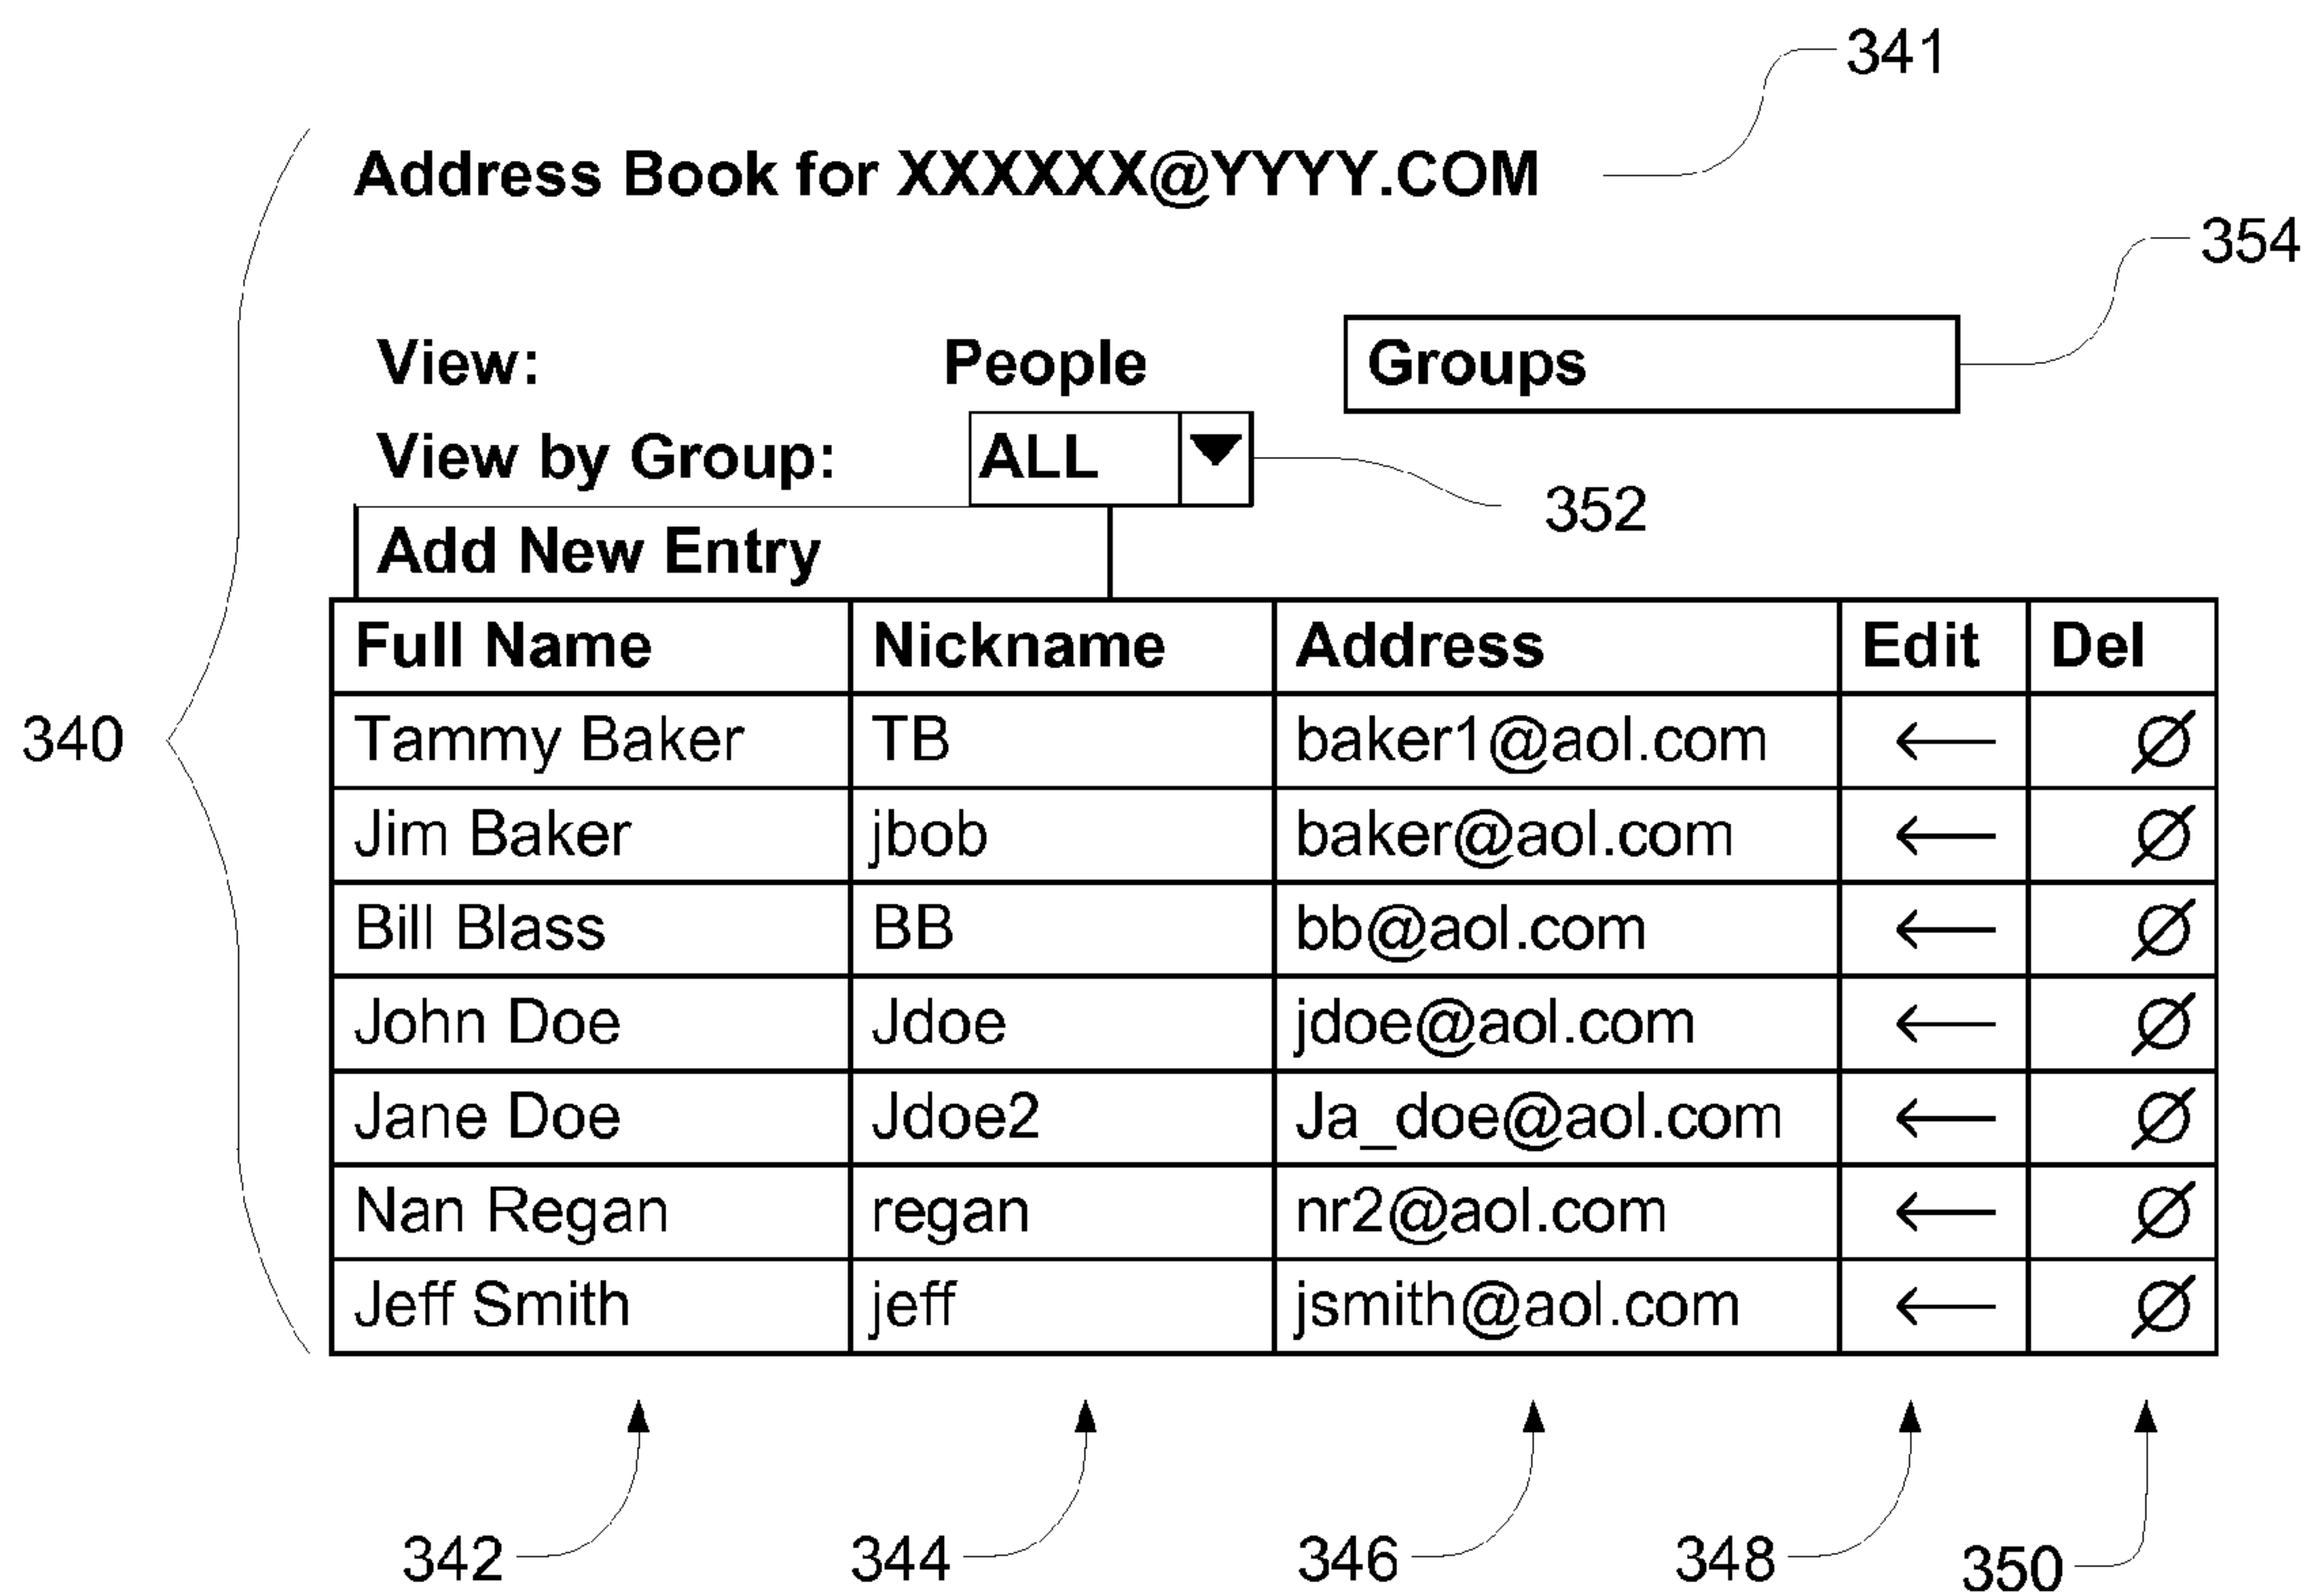 341
Address Book for XXXXXX@YYYY.COM
354
View: People Groups
View by Group: ALL
352
Add New Entry
Full Name Nickname Address Edit Del
340
Tammy Baker TB baker1@aol.com ← ∅
Jim Baker jbob baker@aol.com ← ∅
Bill Blass BB bb@aol.com ← ∅
John Doe Jdoe jdoe@aol.com ← ∅
Jane Doe Jdoe2 Ja_doe@aol.com ← ∅
Nan Regan regan nr2@aol.com ← ∅
Jeff Smith jeff jsmith@aol.com ← ∅
342 344 346 348 350